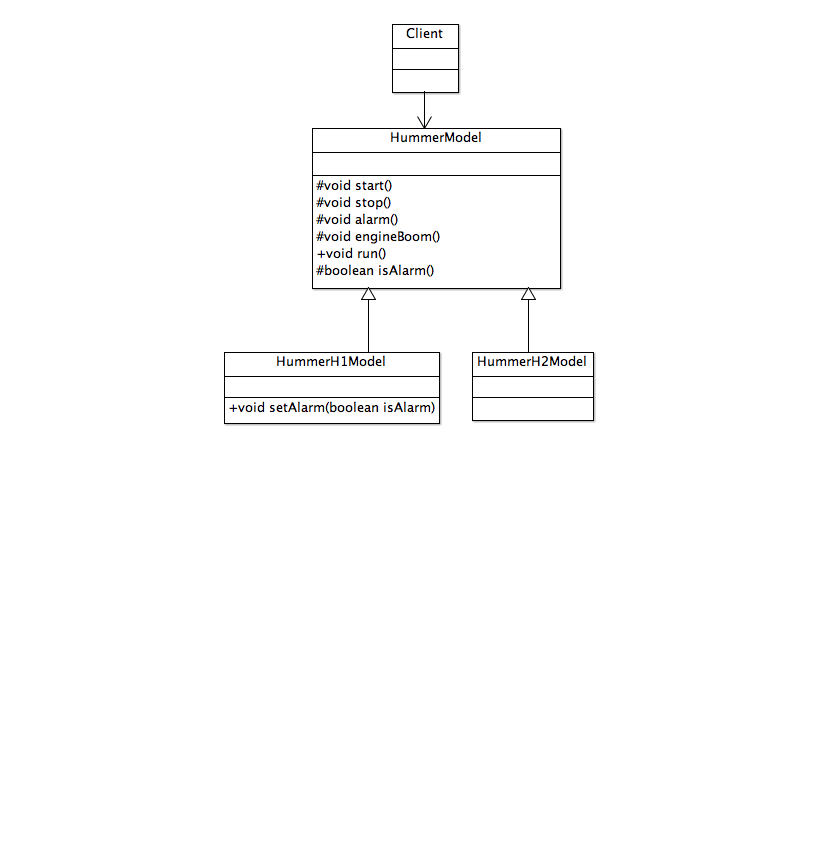 Client
HummerModel
#void start()
#void stop()
#void alarm()
#void engineBoom()
+void run()
#boolean isAlarm()
HummerH1Model
+void setAlarm(boolean isAlarm)
HummerH2Model